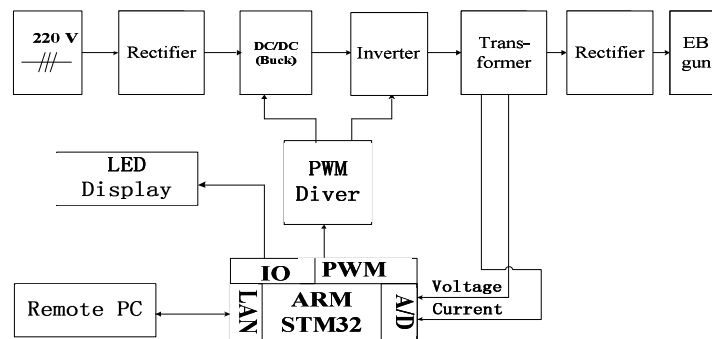 220 V
Rectifier
DC/DC
(Buck)
Inverter
Trans-
former
Rectifier
EB
gun
LED
Display
PWM
Diver
IO
PWM
Remote PC
LAN
ARM
STM32
A/D
Voltage
Current